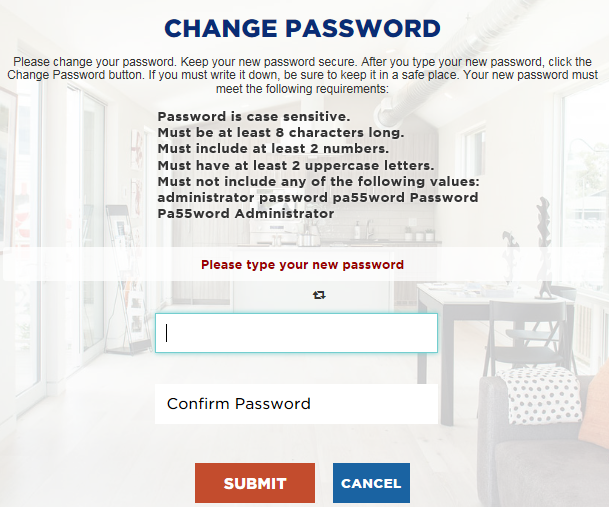 CHANGE PASSWORD
Please change your password. Keep your new password secure. After you type your new password, click the
Change Password button. If you must write it down, be sure to keep it in a safe place. Your new password must
meet the following requirements:
Password is case sensitive.
Must be at least 8 characters long.
Must include at least 2 numbers.
Must have at least 2 uppercase letters.
Must not include any of the following values:
administrator password pa55word Password
Pa55word Administrator
Please type your new password
Confirm Password
SUBMIT
CANCEL